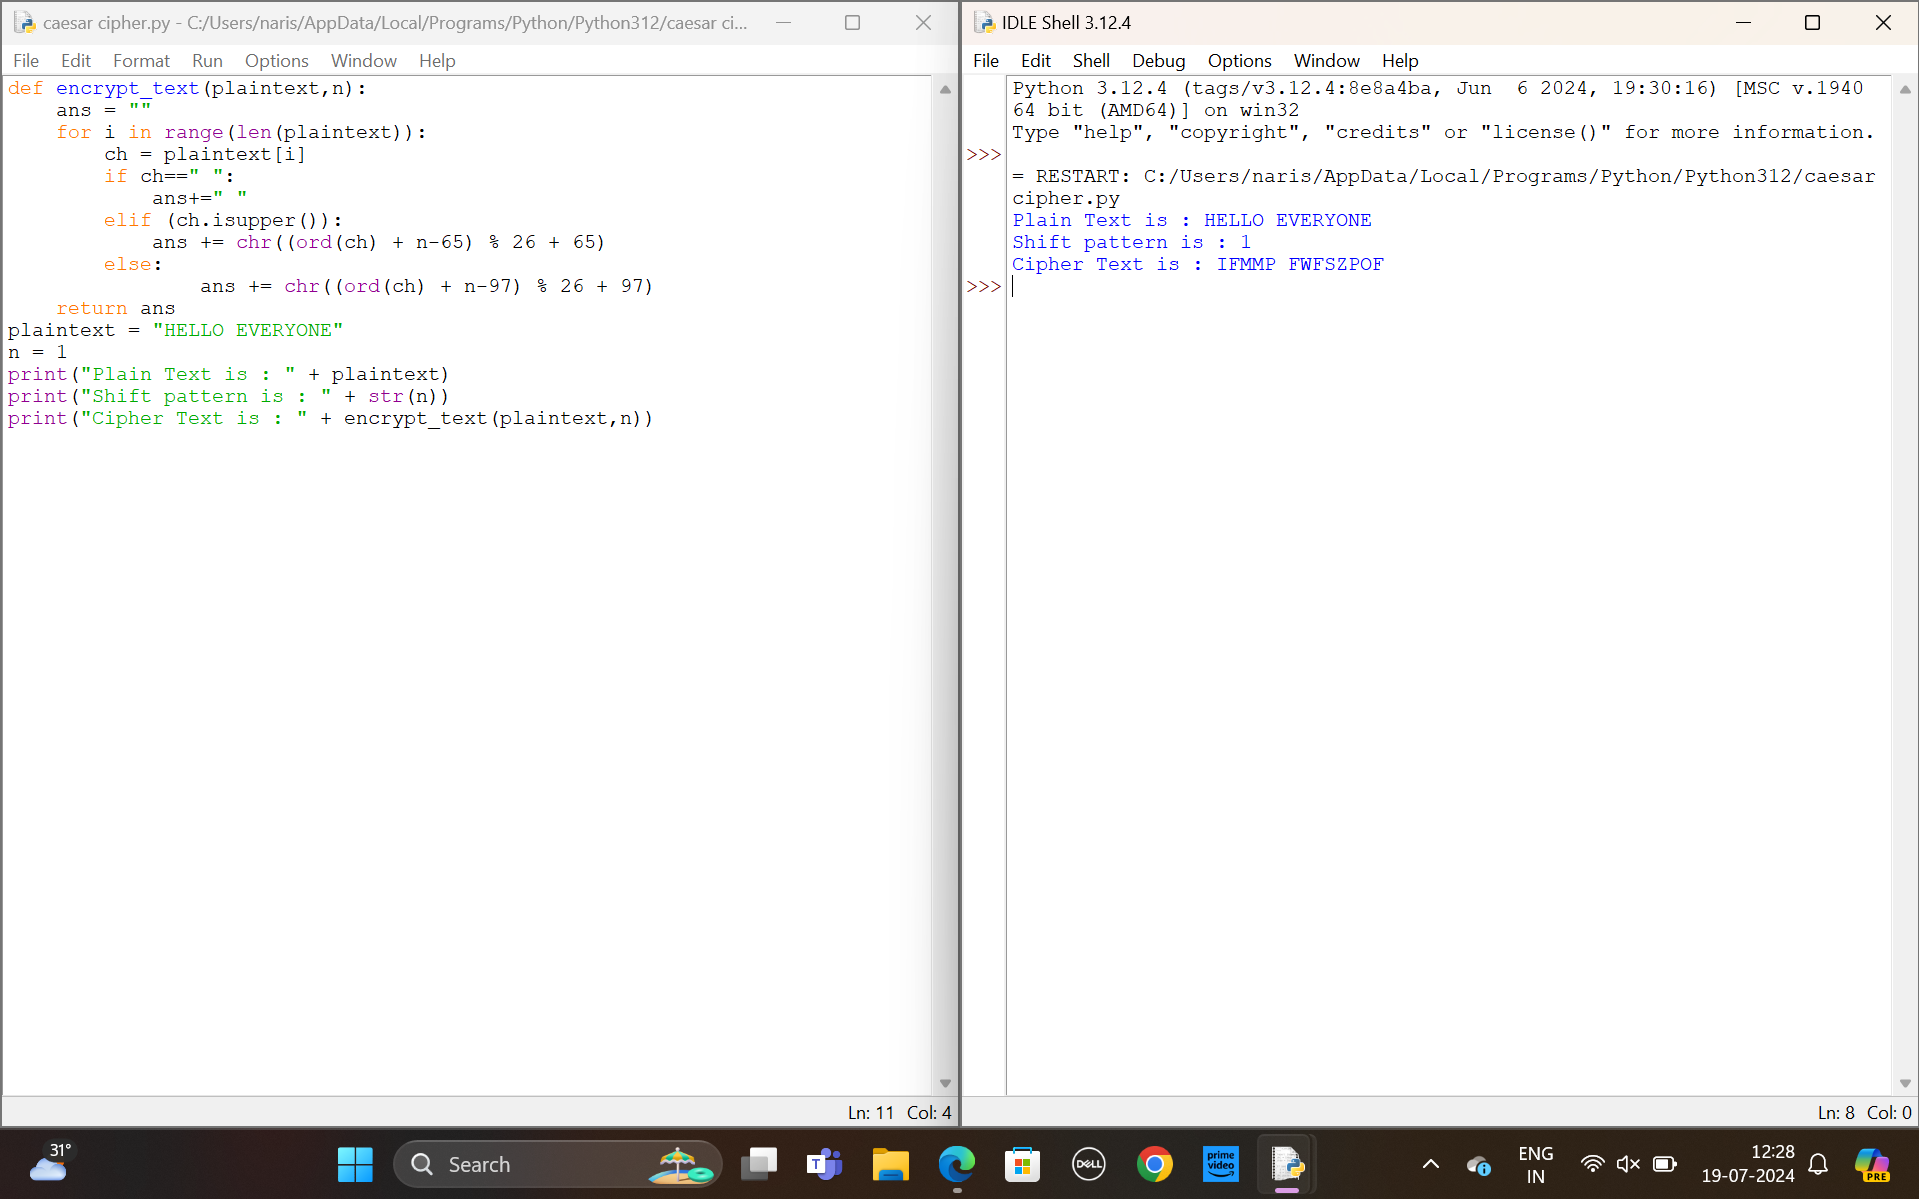 caesar cipher.py - C:/Users/naris/AppData/Local/Programs/Python/Python312/caesar ci...
File Edit Format Run Options Window Help
def encrypt_text(plaintext,n):
    ans = ""
    for i in range(len(plaintext)):
        ch = plaintext[i]
        if ch==" ":
            ans+=" "
        elif (ch.isupper()):
            ans += chr((ord(ch) + n-65) % 26 + 65)
        else:
                ans += chr((ord(ch) + n-97) % 26 + 97)
    return ans
plaintext = "HELLO EVERYONE"
n = 1
print("Plain Text is : " + plaintext)
print("Shift pattern is : " + str(n))
print("Cipher Text is : " + encrypt_text(plaintext,n))
Ln: 11 Col: 4
IDLE Shell 3.12.4
File Edit Shell Debug Options Window Help
Python 3.12.4 (tags/v3.12.4:8e8a4ba, Jun  6 2024, 19:30:16) [MSC v.1940
64 bit (AMD64)] on win32
Type "help", "copyright", "credits" or "license()" for more information.
>>>
= RESTART: C:/Users/naris/AppData/Local/Programs/Python/Python312/caesar
cipher.py
Plain Text is : HELLO EVERYONE
Shift pattern is : 1
Cipher Text is : IFMMP FWFSZPOF
>>>
Ln: 8 Col: 0
31°
Search
T
DELL
prime
video
ENG
IN
12:28
19-07-2024
PRE